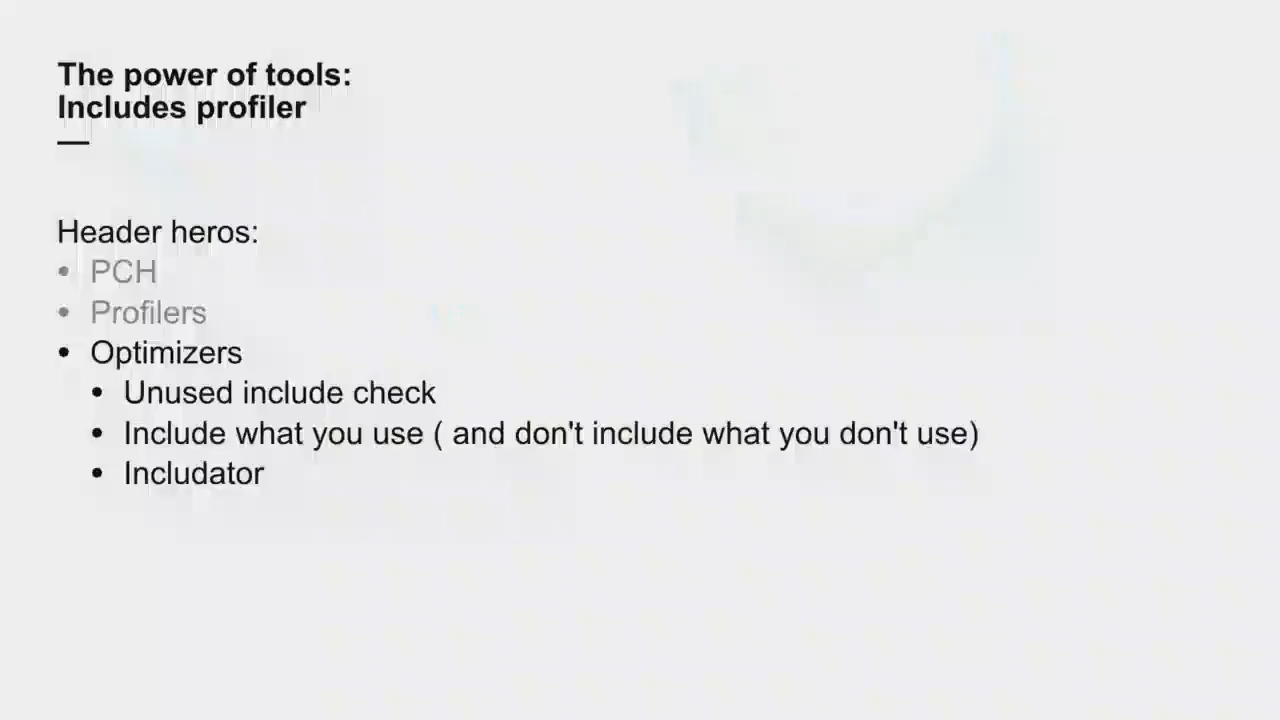 The power of tools:
Includes profiler
Header heros:
• PCH
• Profilers
• Optimizers
• Unused include check
• Include what you use ( and don't include what you don't use)
• Includator